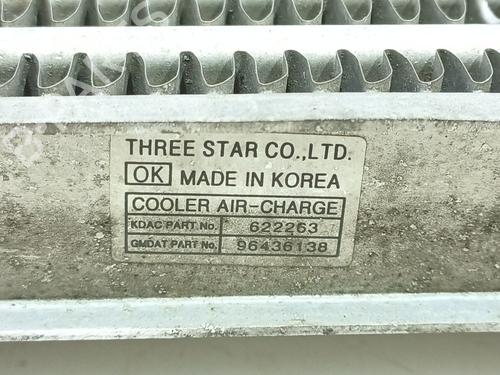 THREE STAR CO.,LTD.
OK MADE IN KOREA
COOLER AIR-CHARGE
KDAC PART No. 622263
GMDAT PART No. 96436138